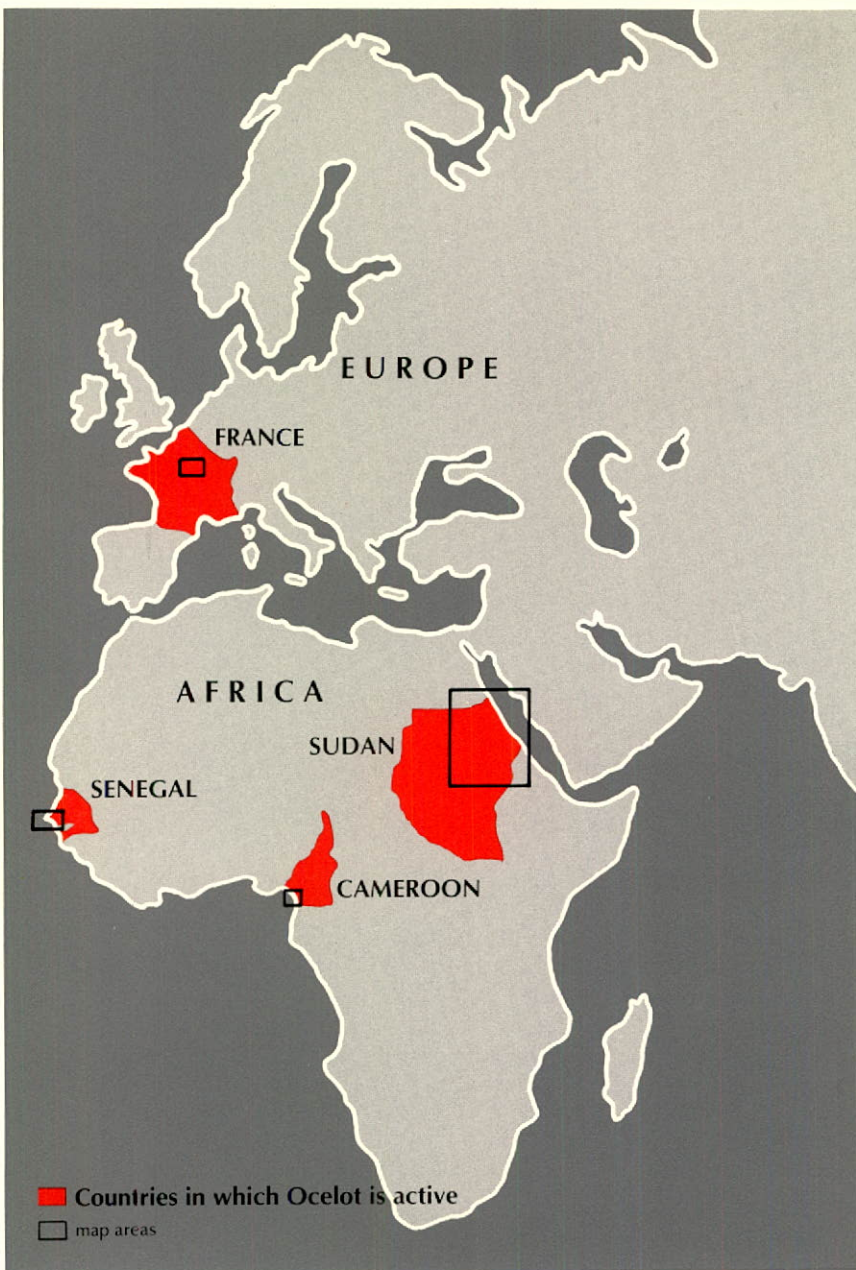 EUROPE
FRANCE
AFRICA
SUDAN
SENEGAL
CAMEROON
Countries in which Ocelot is active
map areas